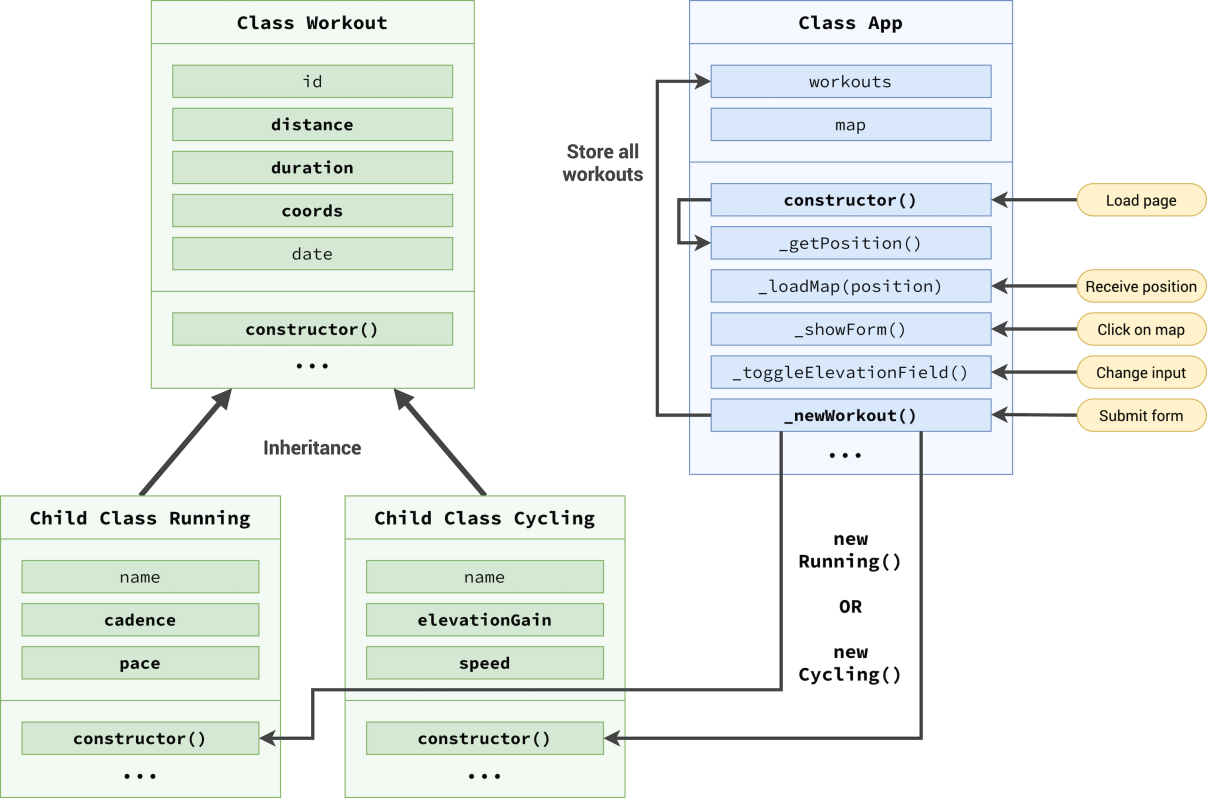 Class Workout
id
distance
duration
coords
date
constructor()
...
Inheritance
Child Class Running
name
cadence
pace
constructor()
...
Child Class Cycling
name
elevationGain
speed
constructor()
...
Class App
workouts
map
Store all
workouts
constructor()
Load page
_getPosition()
_loadMap(position)
Receive position
_showForm()
Click on map
_toggleElevationField()
Change input
_newWorkout()
Submit form
...
new
Running()
OR
new
Cycling()